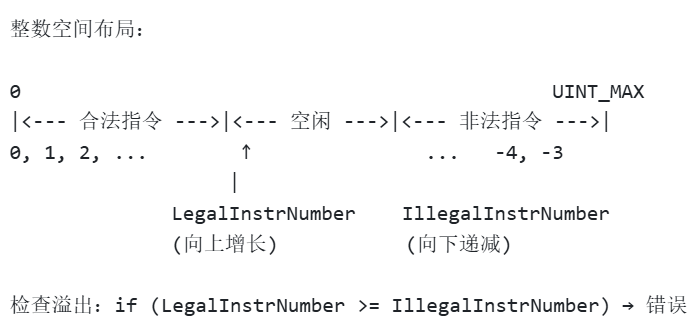 整数空间布局：
0 UINT_MAX
|<--- 合法指令 --->|<--- 空闲 --->|<--- 非法指令 --->|
0, 1, 2, ... ↑ ... -4, -3
|
LegalInstrNumber IllegalInstrNumber
(向上增长) (向下递减)
检查溢出：if (LegalInstrNumber >= IllegalInstrNumber) → 错误